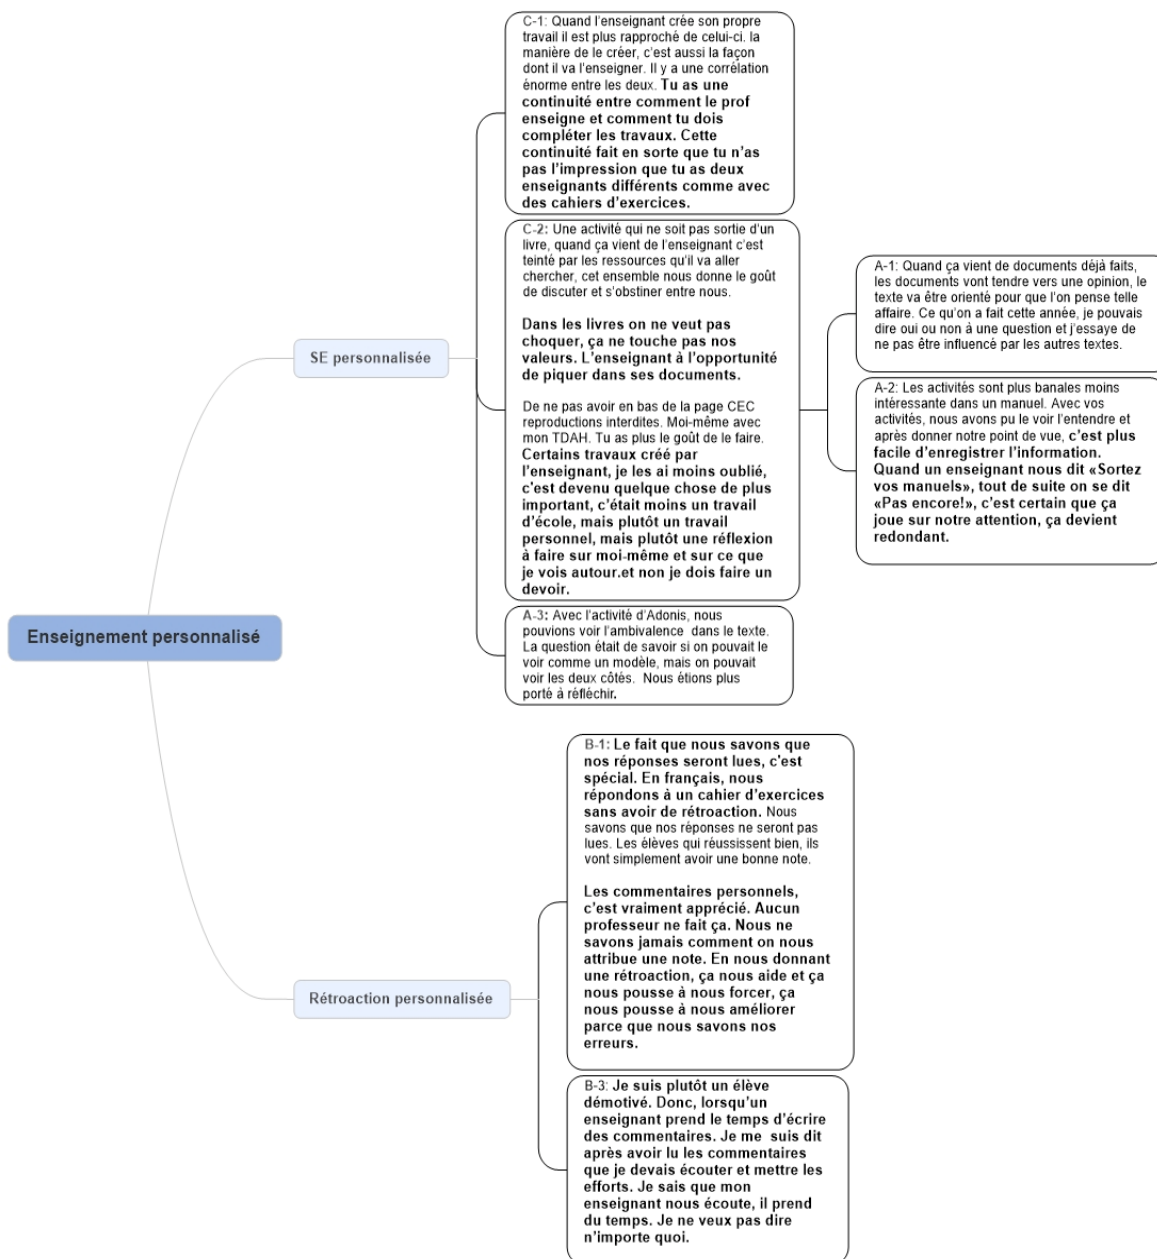 Enseignement personnalisé
SE personnalisée
C-1: Quand l'enseignant crée son propre
travail il est plus rapproché de celui-ci. la
manière de le créer, c'est aussi la façon
dont il va l'enseigner. Il y a une corrélation
énorme entre les deux. Tu as une
continuité entre comment le prof
enseigne et comment tu dois
compléter les travaux. Cette
continuité fait en sorte que tu n'as
pas l'impression que tu as deux
enseignants différents comme avec
des cahiers d'exercices.
C-2: Une activité qui ne soit pas sortie d'un
livre, quand ça vient de l'enseignant c'est
teinté par les ressources qu'il va aller
chercher, cet ensemble nous donne le goût
de discuter et s'obstiner entre nous.
Dans les livres on ne veut pas
choquer, ça ne touche pas nos
valeurs. L'enseignant à l'opportunité
de piquer dans ses documents.
De ne pas avoir en bas de la page CEC
reproductions interdites. Moi-même avec
mon TDAH. Tu as plus le goût de le faire.
Certains travaux créé par
l'enseignant, je les ai moins oublié,
c'est devenu quelque chose de plus
important, c'était moins un travail
d'école, mais plutôt un travail
personnel, mais plutôt une réflexion
à faire sur moi-même et sur ce que
je vois autour.et non je dois faire un
devoir.
A-1: Quand ça vient de documents déjà faits,
les documents vont tendre vers une opinion, le
texte va être orienté pour que l'on pense telle
affaire. Ce qu'on a fait cette année, je pouvais
dire oui ou non à une question et j'essaye de
ne pas être influencé par les autres textes.
A-2: Les activités sont plus banales moins
intéressante dans un manuel. Avec vos
activités, nous avons pu le voir l'entendre et
après donner notre point de vue, c'est plus
facile d'enregistrer l'information.
Quand un enseignant nous dit «Sortez
vos manuels», tout de suite on se dit
«Pas encore!», c'est certain que ça
joue sur notre attention, ça devient
redondant.
A-3: Avec l'activité d'Adonis, nous
pouvions voir l'ambivalence dans le texte.
La question était de savoir si on pouvait le
voir comme un modèle, mais on pouvait
voir les deux côtés. Nous étions plus
porté à réfléchir.
Rétroaction personnalisée
B-1: Le fait que nous savons que
nos réponses seront lues, c'est
spécial. En français, nous
répondons à un cahier d'exercices
sans avoir de rétroaction. Nous
savons que nos réponses ne seront pas
lues. Les élèves qui réussissent bien, ils
vont simplement avoir une bonne note.
Les commentaires personnels,
c'est vraiment apprécié. Aucun
professeur ne fait ça. Nous ne
savons jamais comment on nous
attribue une note. En nous donnant
une rétroaction, ça nous aide et ça
nous pousse à nous forcer, ça
nous pousse à nous améliorer
parce que nous savons nos
erreurs.
B-3: Je suis plutôt un élève
démotivé. Donc, lorsqu'un
enseignant prend le temps d'écrire
des commentaires. Je me suis dit
après avoir lu les commentaires
que je devais écouter et mettre les
efforts. Je sais que mon
enseignant nous écoute, il prend
du temps. Je ne veux pas dire
n'importe quoi.